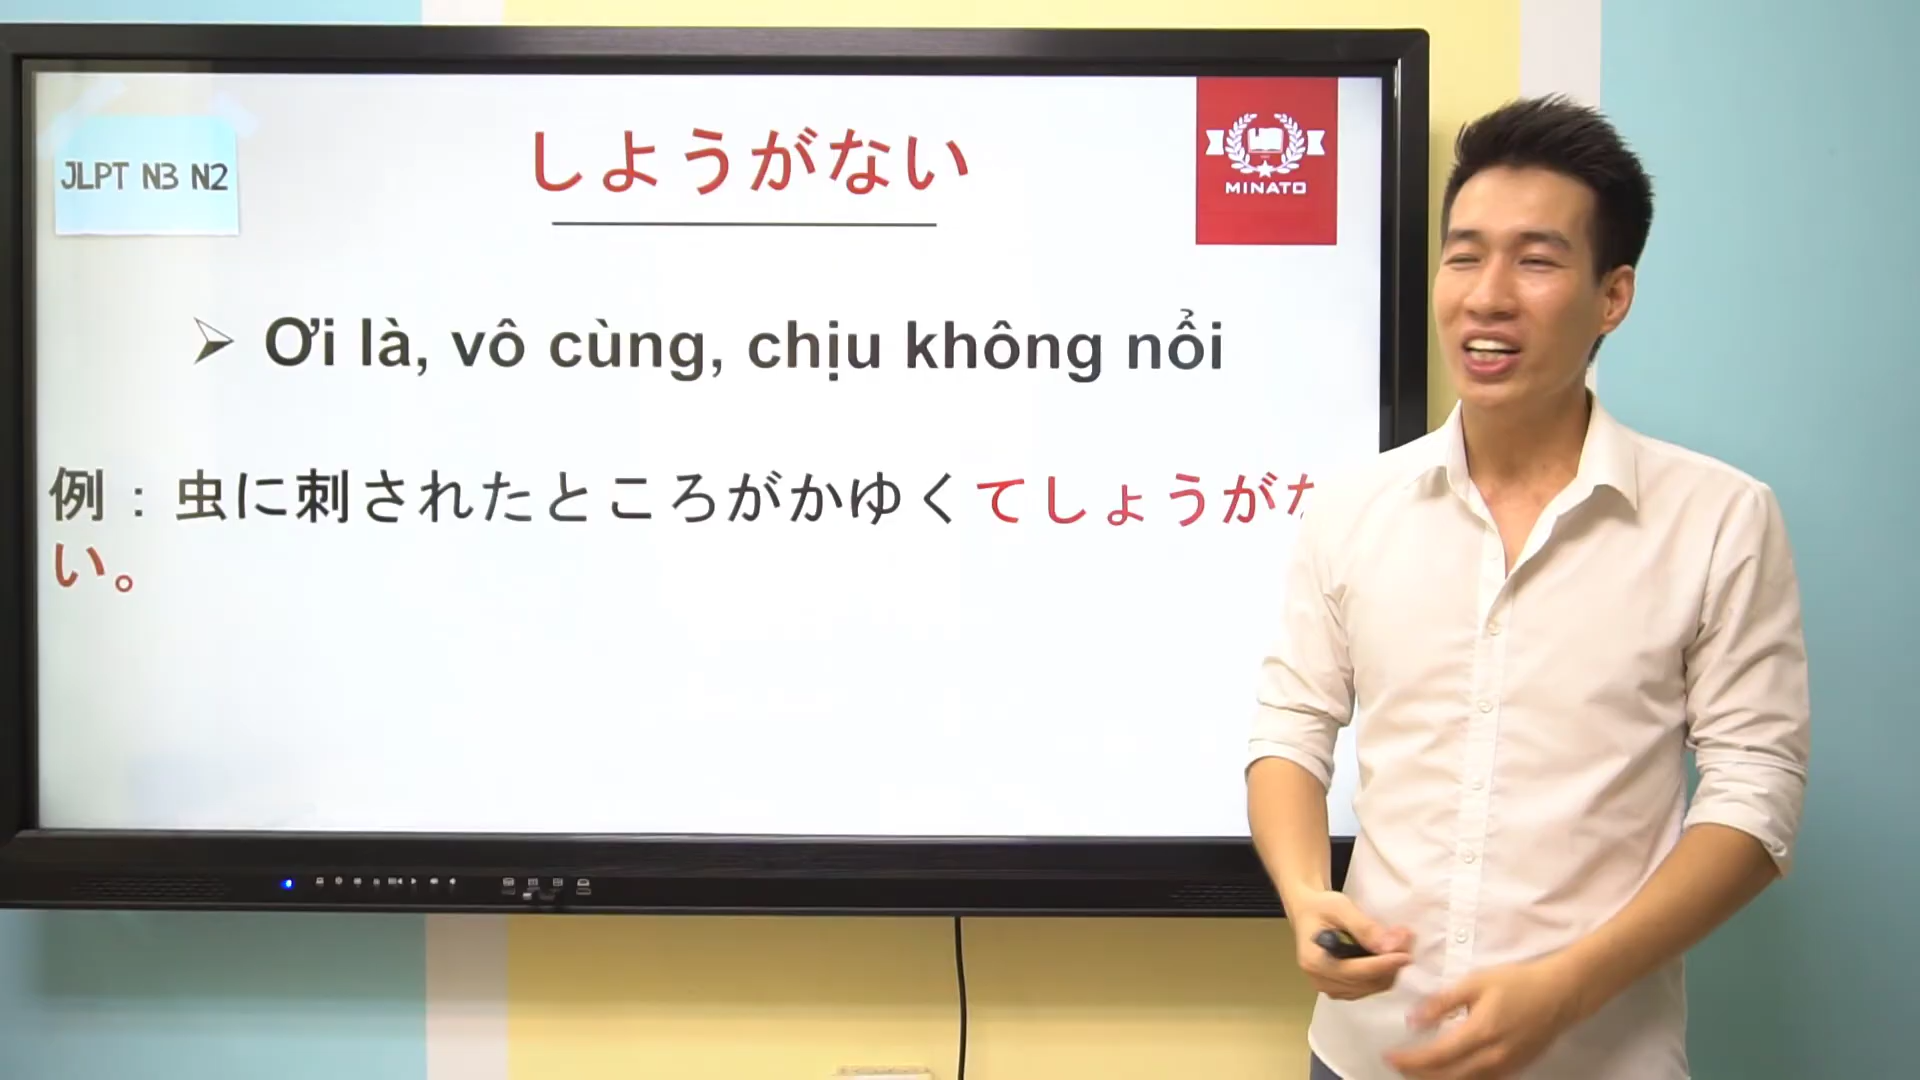 JLPT N3 N2
しようがない
MINATO
Ơi là, vô cùng, chịu không nổi
例：虫に刺されたところがかゆくてしょうがな
い。